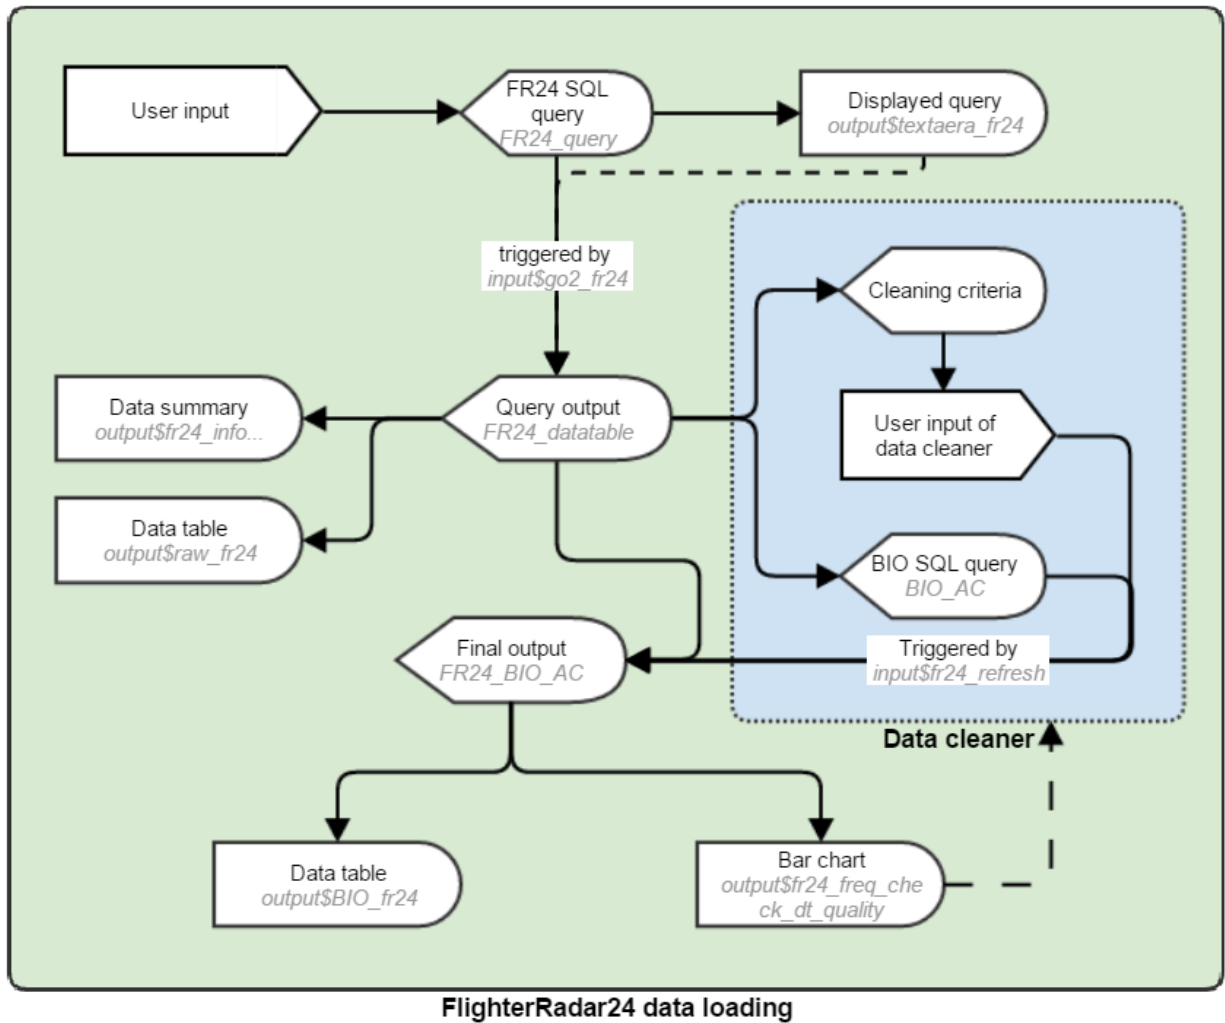 User input
FR24 SQL
query
FR24_query
Displayed query
output$textaera_fr24
triggered by
input$go2_fr24
Cleaning criteria
Data summary
output$fr24_info...
Query output
FR24_datatable
User input of
data cleaner
Data table
output$raw_fr24
BIO SQL query
BIO_AC
Final output
FR24_BIO_AC
Triggered by
input$fr24_refresh
Data cleaner
Data table
output$BIO_fr24
Bar chart
output$fr24_freq_che
ck_dt_quality
FlighterRadar24 data loading